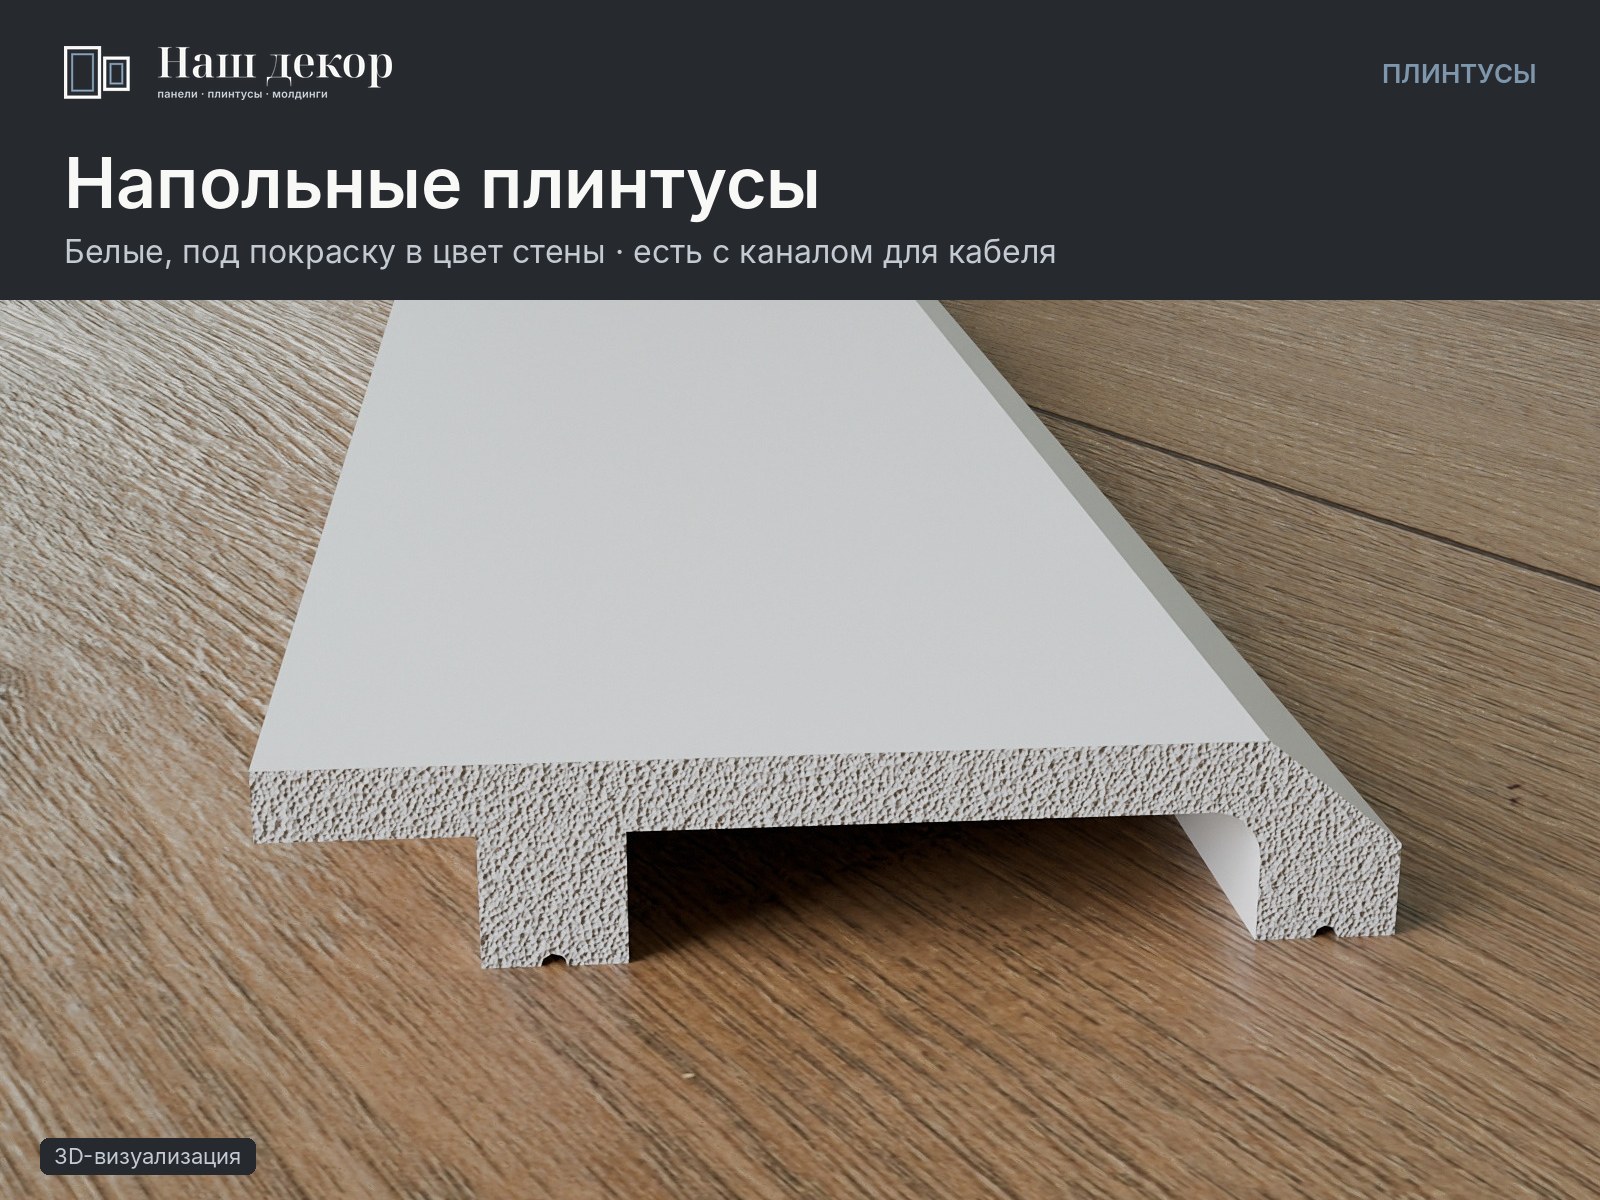 Наш декор
панели · плинтусы · молдинги
ПЛИНТУСЫ
Напольные плинтусы
Белые, под покраску в цвет стены · есть с каналом для кабеля
3D-визуализация